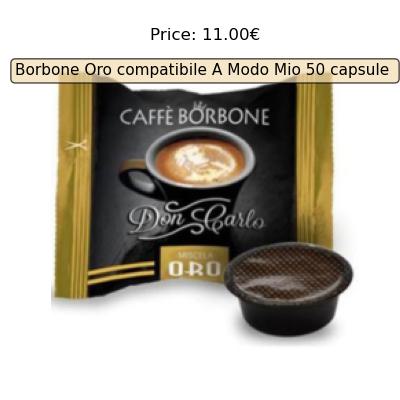 Price: 11.00€
Borbone Oro compatibile A Modo Mio 50 capsule
CAFFÈ BORBONE
Don Carlo
MISCELA
ORO